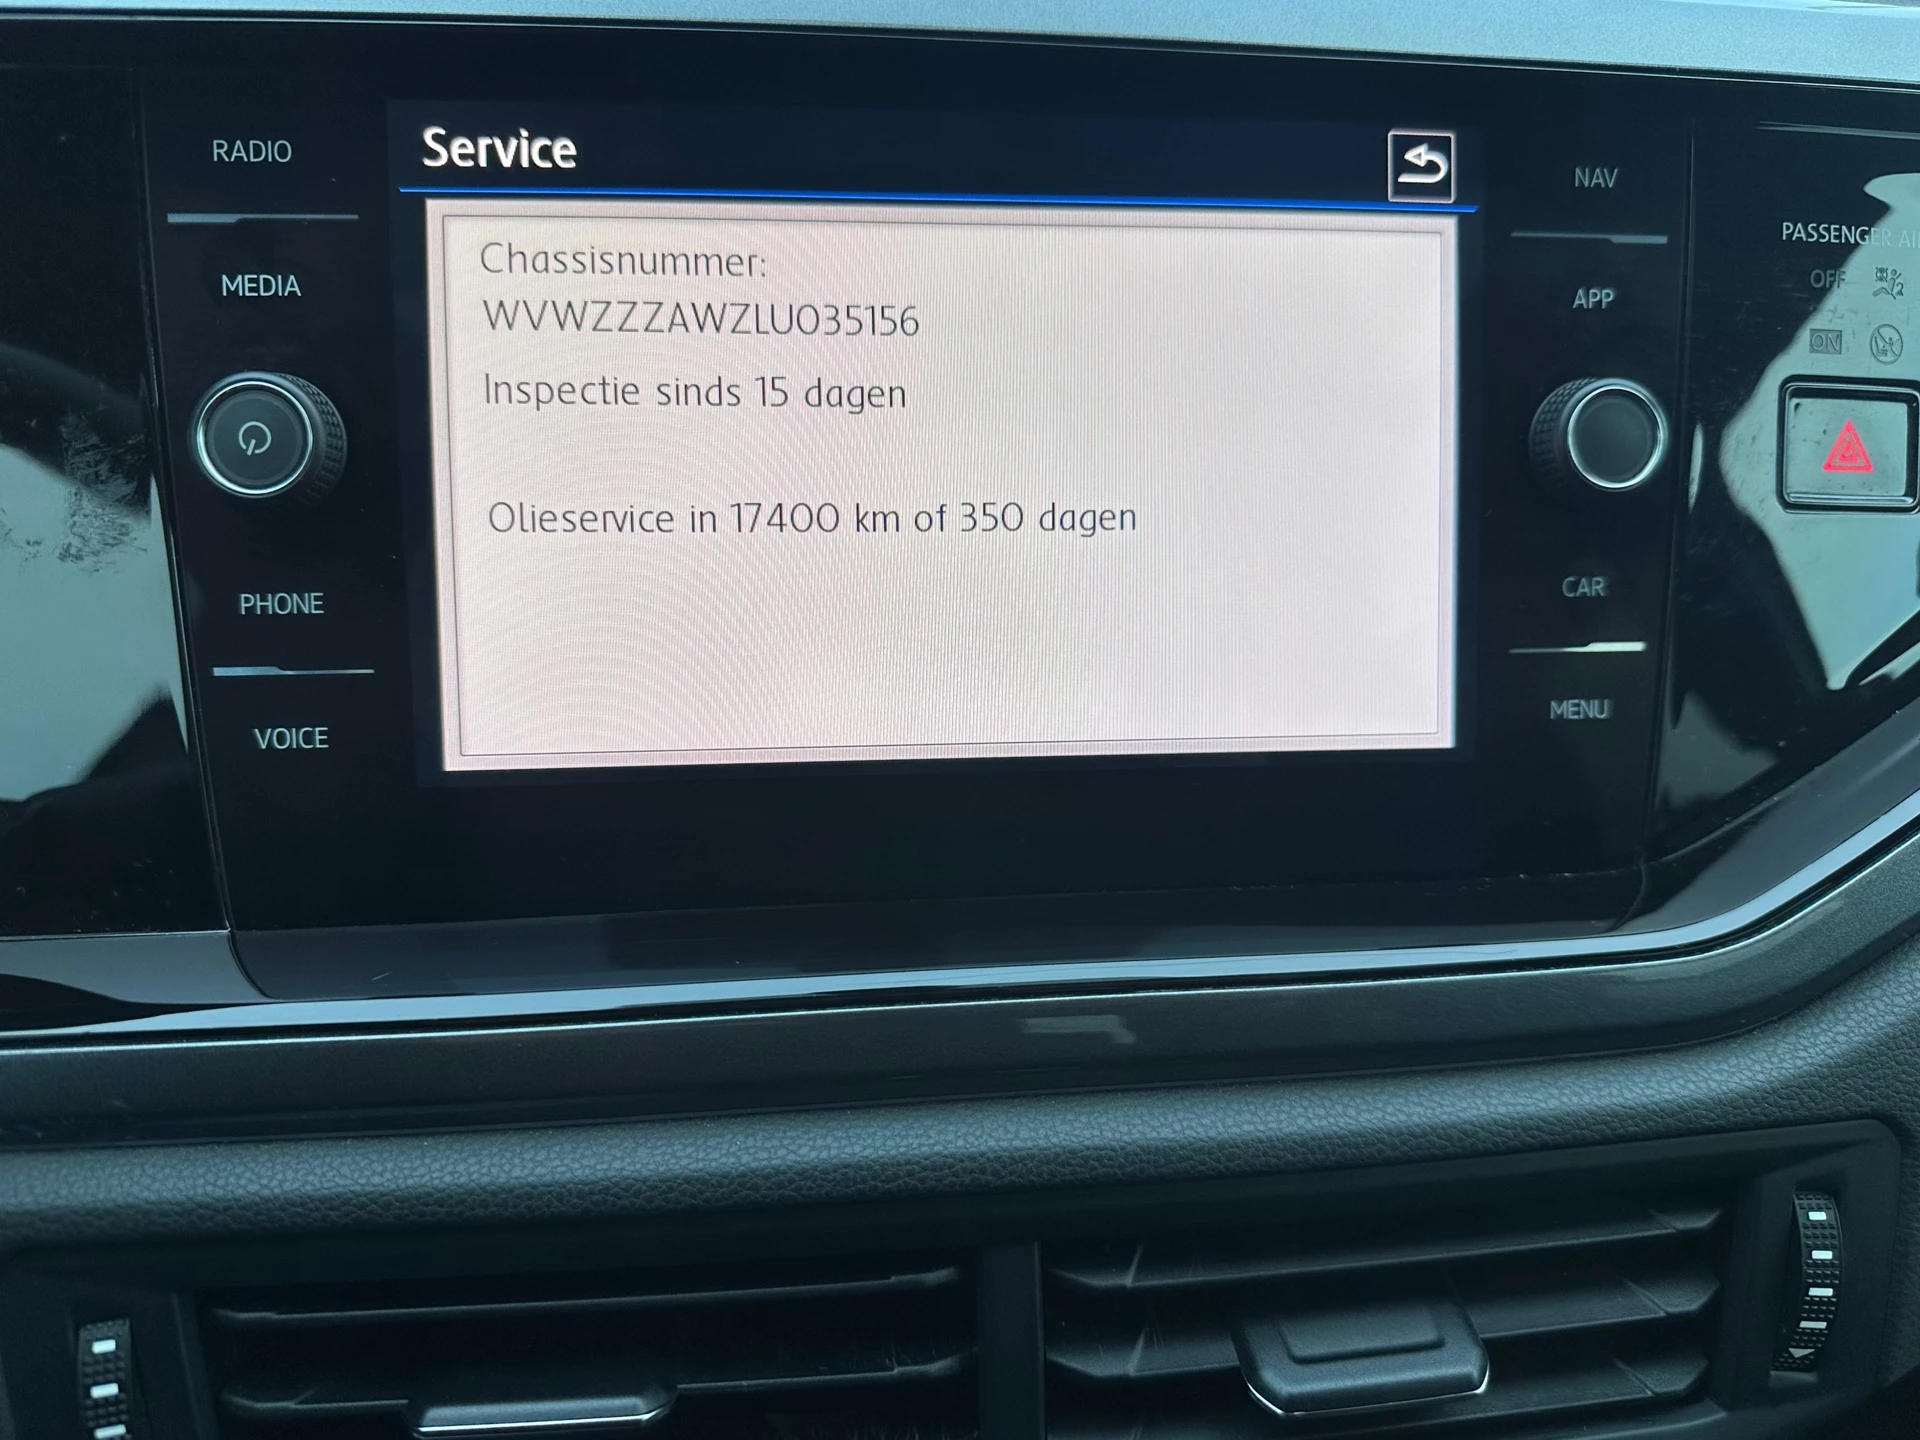 RADIO
MEDIA
PHONE
VOICE
Service
Chassisnummer:
WVWZZZAWZLU035156
Inspectie sinds 15 dagen
Olieservice in 17400 km of 350 dagen
NAV
APP
CAR
MENU
PASSENGER AI
OFF
ON